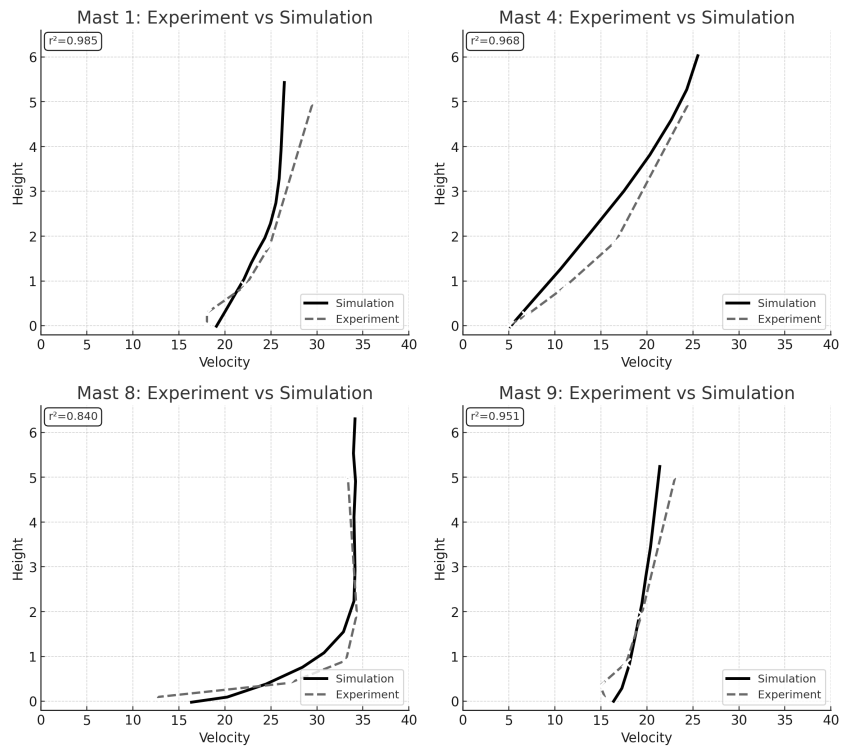 Mast 1: Experiment vs Simulation
r²=0.985
Height
6
5
4
3
2
1
0
Simulation
Experiment
0 5 10 15 20 25 30 35 40
Velocity
Mast 4: Experiment vs Simulation
r²=0.968
Height
6
5
4
3
2
1
0
Simulation
Experiment
0 5 10 15 20 25 30 35 40
Velocity
Mast 8: Experiment vs Simulation
r²=0.840
Height
6
5
4
3
2
1
0
Simulation
Experiment
0 5 10 15 20 25 30 35 40
Velocity
Mast 9: Experiment vs Simulation
r²=0.951
Height
6
5
4
3
2
1
0
Simulation
Experiment
0 5 10 15 20 25 30 35 40
Velocity